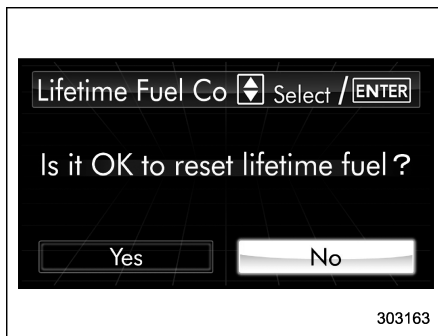 Lifetime Fuel Co Select / ENTER
Is it OK to reset lifetime fuel ?
Yes No
303163